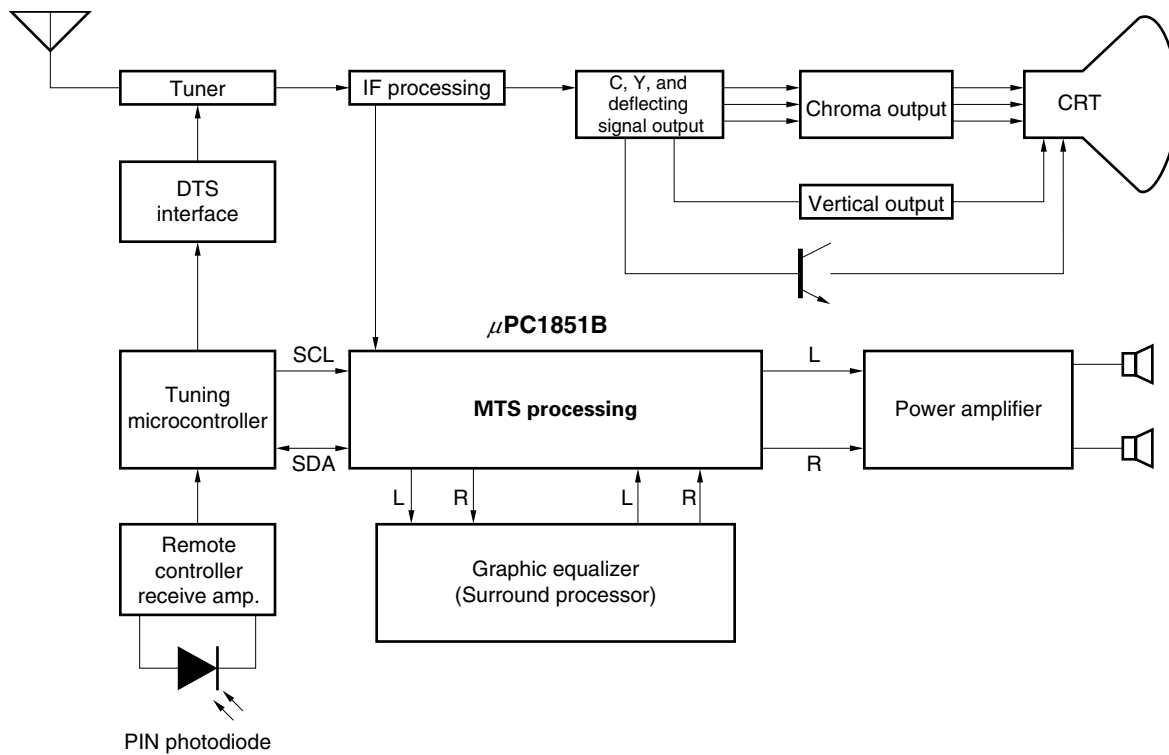 Tuner
IF processing
C, Y, and
deflecting
signal output
Chroma output
CRT
DTS
interface
Vertical output
μPC1851B
Tuning
microcontroller
SCL
SDA
MTS processing
L
R
Power amplifier
L
R
L
R
Remote
controller
receive amp.
Graphic equalizer
(Surround processor)
PIN photodiode